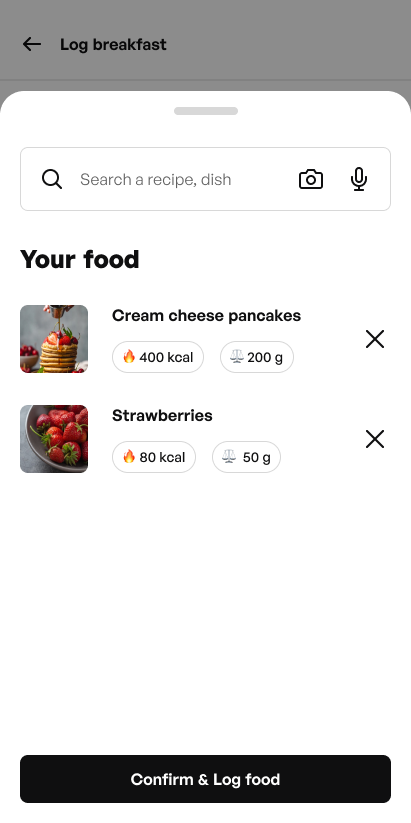 Log breakfast
Search a recipe, dish
Your food
Cream cheese pancakes
🔥 400 kcal ⚖️ 200 g
Strawberries
🔥 80 kcal ⚖️ 50 g
Confirm & Log food